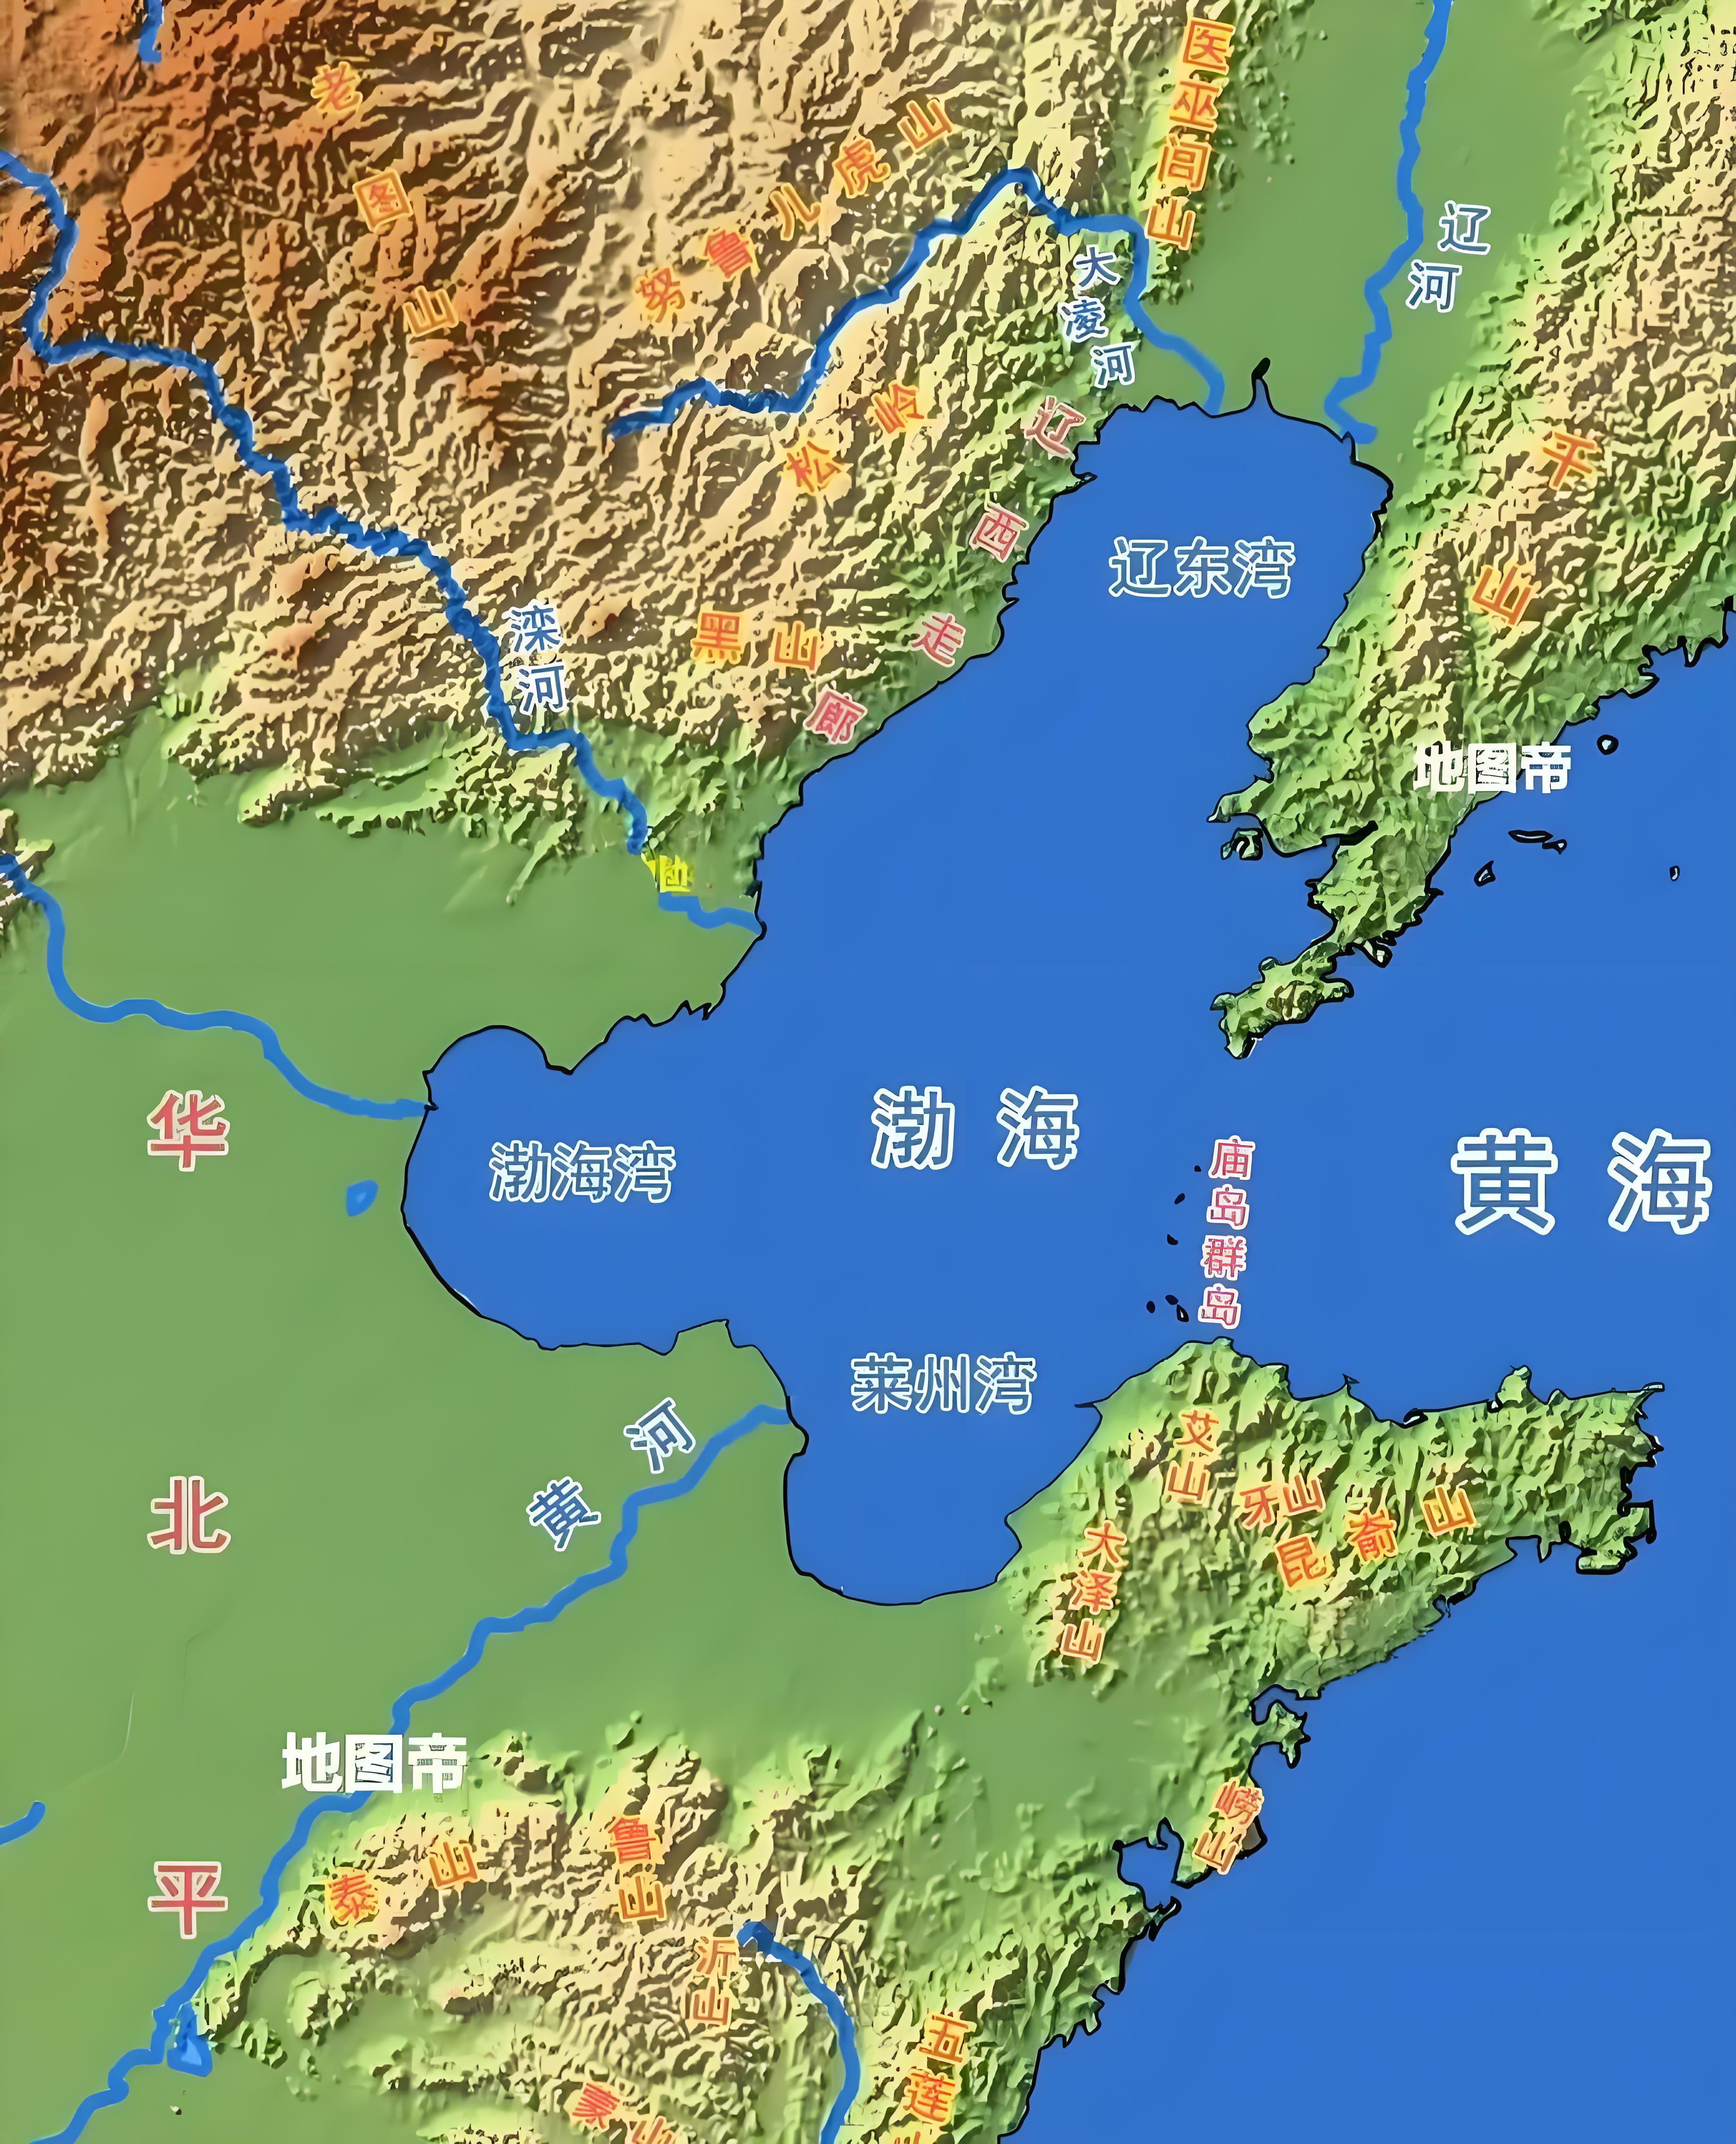 医巫闾山
老图山
努鲁儿虎山
辽河
大凌河
松岭
辽西走廊
千山
辽东湾
滦河
黑山
地图帝
渤海
黄海
渤海湾
庙岛群岛
莱州湾
华北平
黄河
艾山
牙山
昆嵛山
大泽山
地图帝
崂山
泰山
鲁山
沂山
五莲山
蒙山